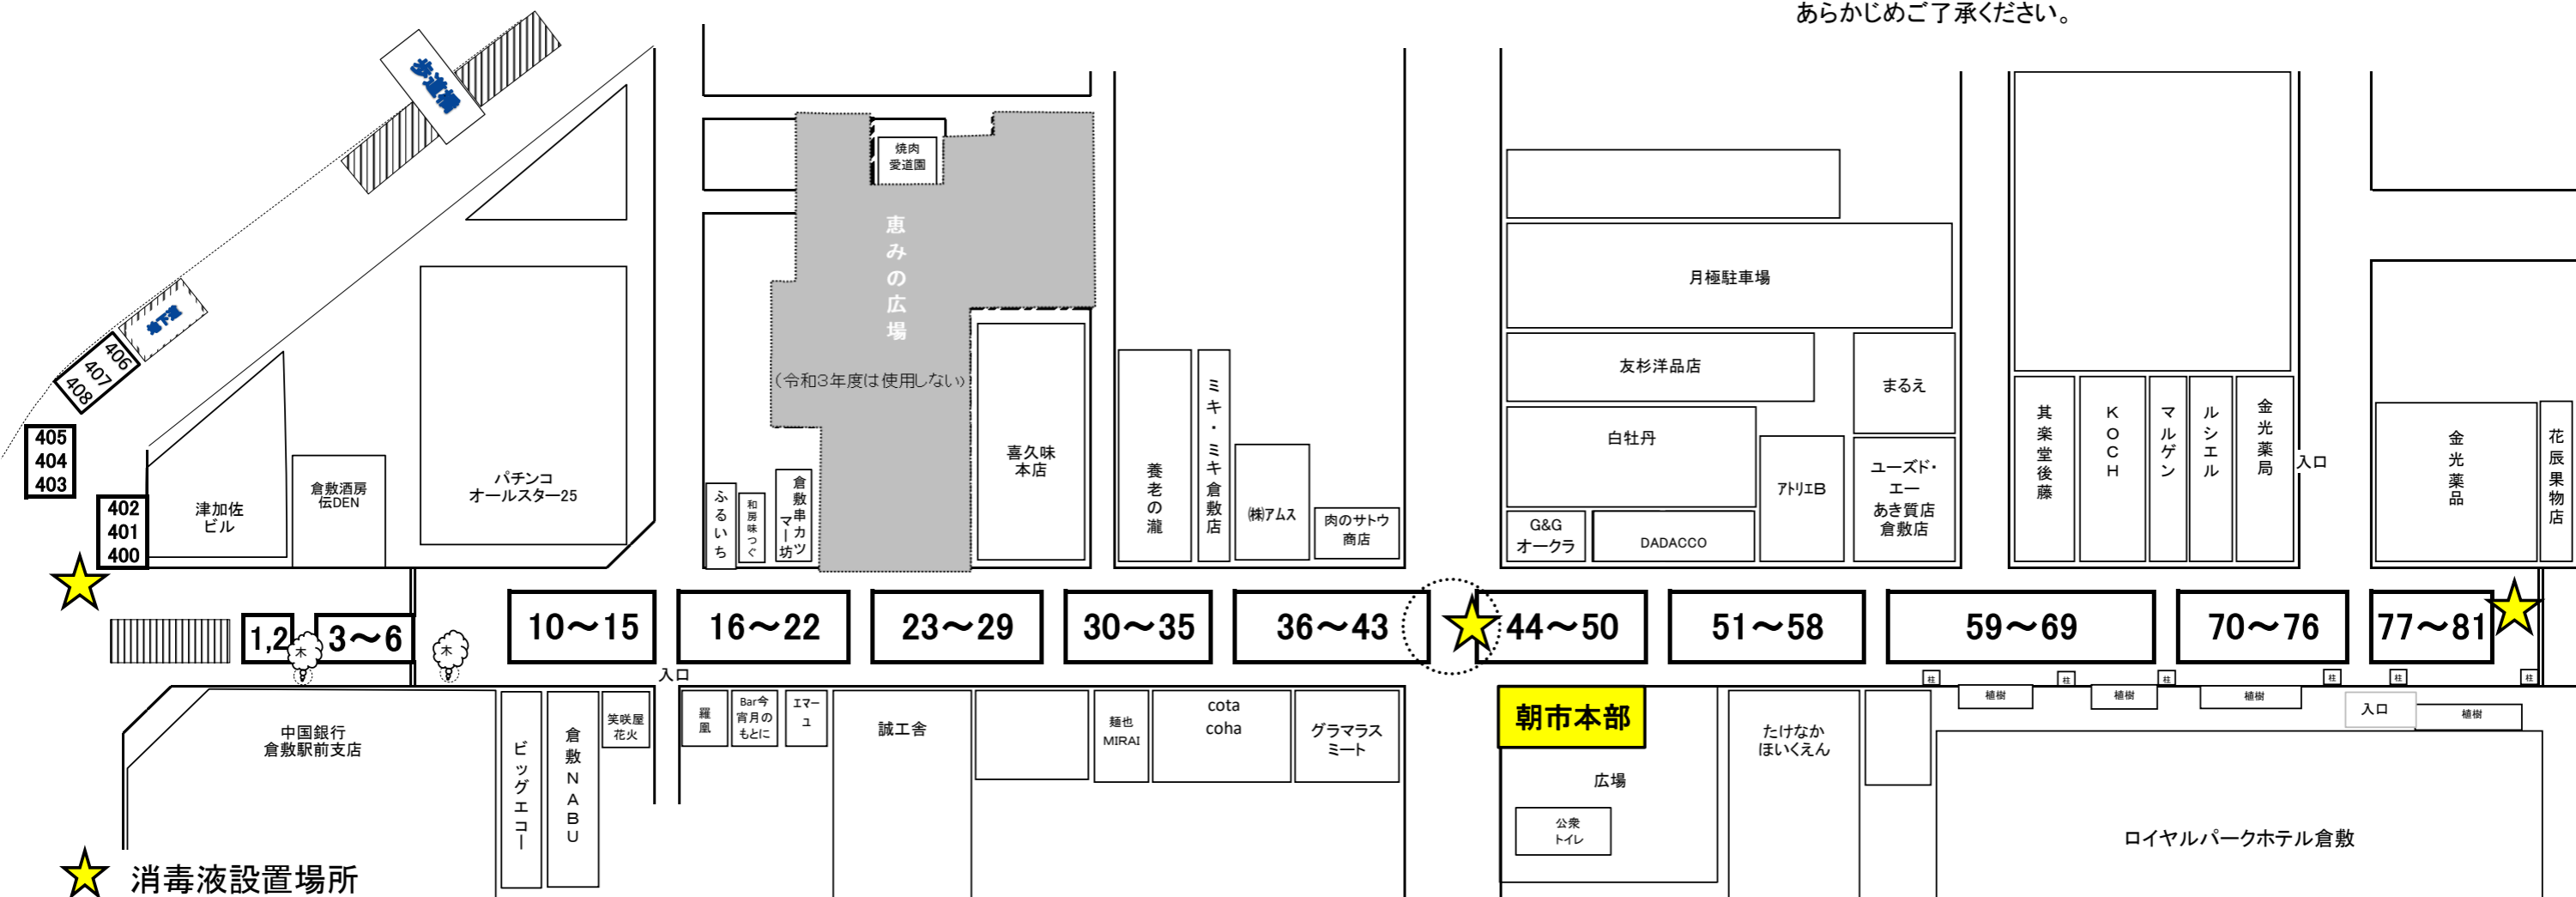 あらかじめご了承ください。
歩道橋
地下道
焼肉
愛道園
恵みの広場
（令和3年度は使用しない）
月極駐車場
友杉洋品店
まるえ
白牡丹
アトリエB
ユーズド・
エー
あき質店
倉敷店
G&G
オークラ
DADACCO
其楽堂後藤
KOCH
マルゲン
ルシエル
金光薬局
入口
金光薬品
花辰果物店
406
407
408
405
404
403
402
401
400
津加佐
ビル
倉敷酒房
伝DEN
パチンコ
オールスター25
ふるいち
和房味つぐ
倉敷串カツ
マー坊
喜久味
本店
養老の瀧
ミキ・ミキ倉敷店
㈱アムス
肉のサトウ
商店
1,2
木
3～6
木
10～15
16～22
23～29
30～35
36～43
44～50
51～58
59～69
70～76
77～81
入口
柱
柱
柱
柱
柱
柱
植樹
植樹
植樹
入口
植樹
中国銀行
倉敷駅前支店
ビッグエコー
倉敷NABU
笑咲屋
花火
羅凰
Bar今
宵月の
もとに
エマー
ユ
誠工舎
麺也
MIRAI
cota
coha
グラマラス
ミート
朝市本部
広場
公衆
トイレ
たけなか
ほいくえん
ロイヤルパークホテル倉敷
消毒液設置場所